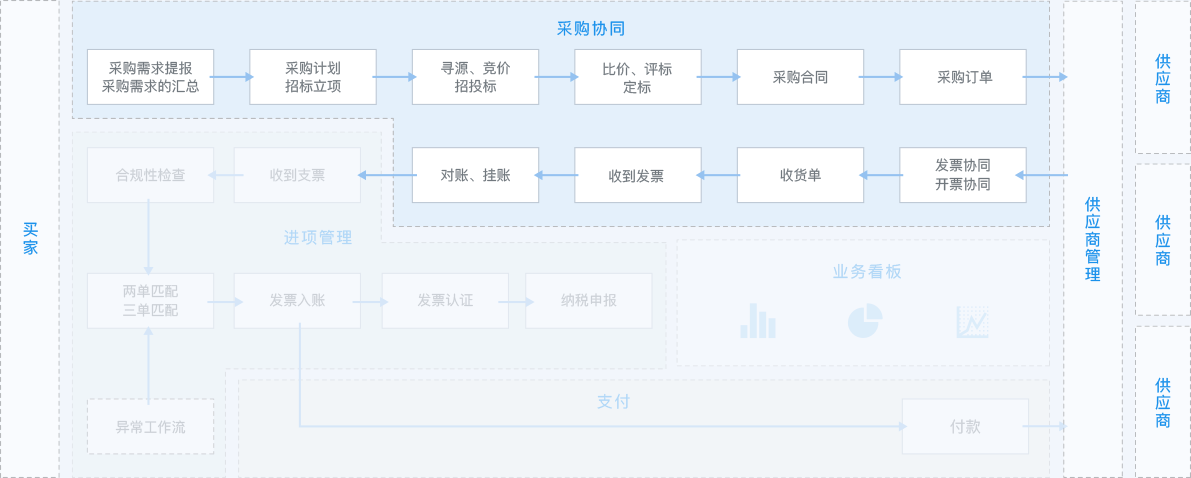 采购协同
采购需求提报
采购需求的汇总
采购计划
招标立项
寻源、竞价
招投标
比价、评标
定标
采购合同
采购订单
发票协同
开票协同
收货单
收到发票
对账、挂账
收到支票
合规性检查
进项管理
两单匹配
三单匹配
发票入账
发票认证
纳税申报
异常工作流
业务看板
支付
付款
买家
供应商管理
供应商
供应商
供应商